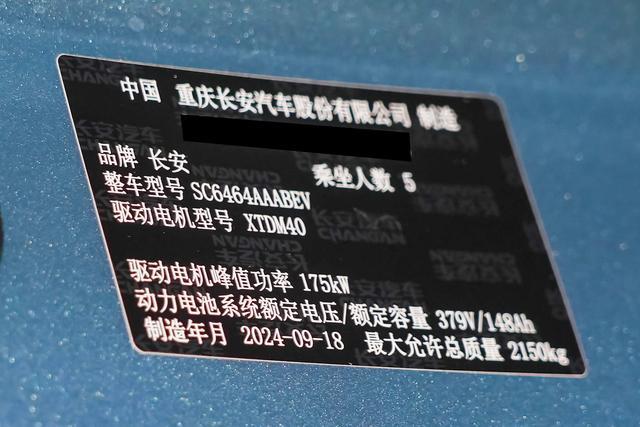 中国 重庆长安汽车股份有限公司 制造
品牌 长安
乘坐人数 5
整车型号 SC6464AAABEV
驱动电机型号 XTDM40
驱动电机峰值功率 175kW
动力电池系统额定电压/额定容量 379V/148Ah
制造年月 2024-09-18 最大允许总质量 2150kg